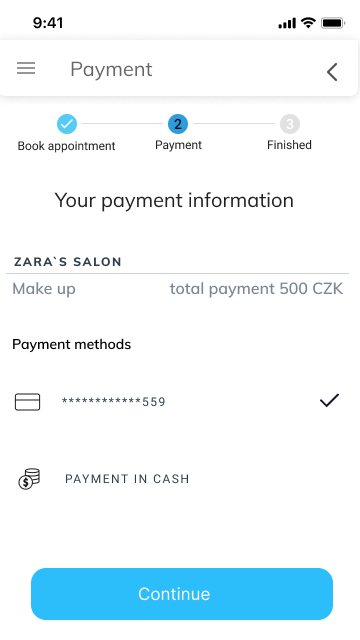 9:41
Payment
2
3
Book appointment
Payment
Finished
Your payment information
ZARA`S SALON
Make up
total payment 500 CZK
Payment methods
************559
$
PAYMENT IN CASH
Continue